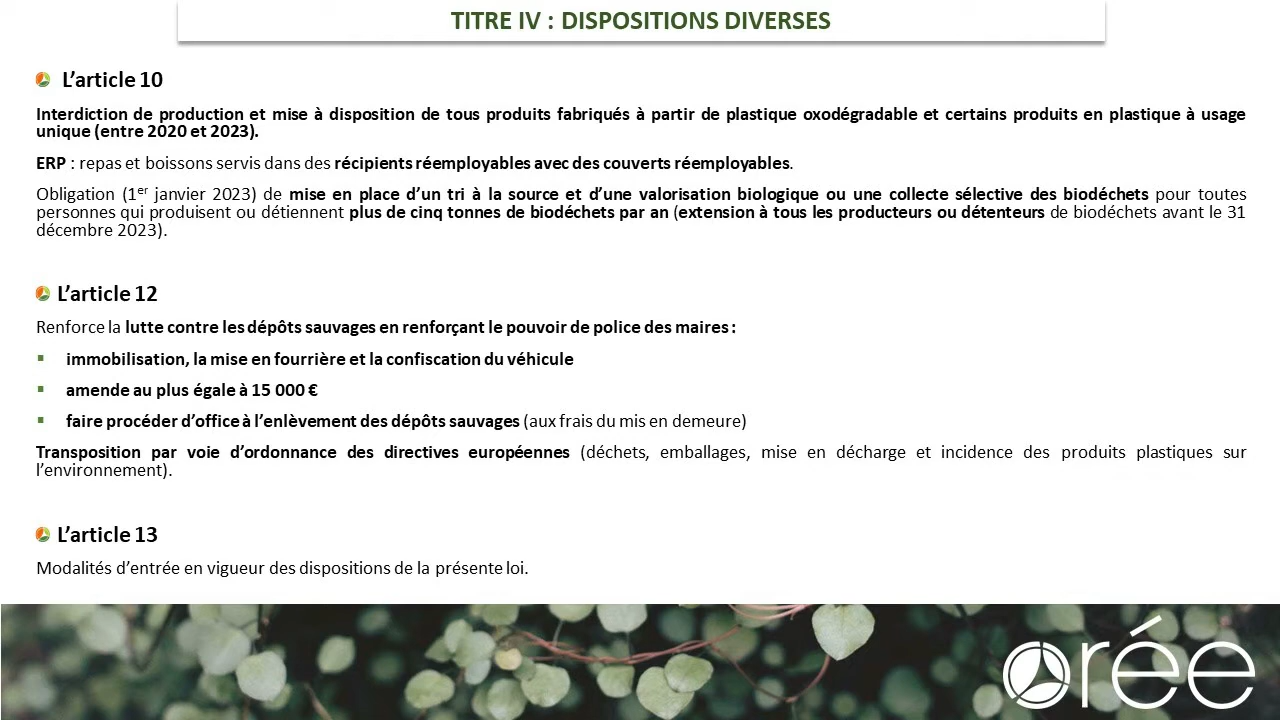 TITRE IV : DISPOSITIONS DIVERSES
L’article 10
Interdiction de production et mise à disposition de tous produits fabriqués à partir de plastique oxodégradable et certains produits en plastique à usage
unique (entre 2020 et 2023).
ERP : repas et boissons servis dans des récipients réemployables avec des couverts réemployables.
Obligation (1er janvier 2023) de mise en place d’un tri à la source et d’une valorisation biologique ou une collecte sélective des biodéchets pour toutes
personnes qui produisent ou détiennent plus de cinq tonnes de biodéchets par an (extension à tous les producteurs ou détenteurs de biodéchets avant le 31
décembre 2023).
L’article 12
Renforce la lutte contre les dépôts sauvages en renforçant le pouvoir de police des maires :
immobilisation, la mise en fourrière et la confiscation du véhicule
amende au plus égale à 15 000 €
faire procéder d’office à l’enlèvement des dépôts sauvages (aux frais du mis en demeure)
Transposition par voie d’ordonnance des directives européennes (déchets, emballages, mise en décharge et incidence des produits plastiques sur
l’environnement).
L’article 13
Modalités d’entrée en vigueur des dispositions de la présente loi.
orée